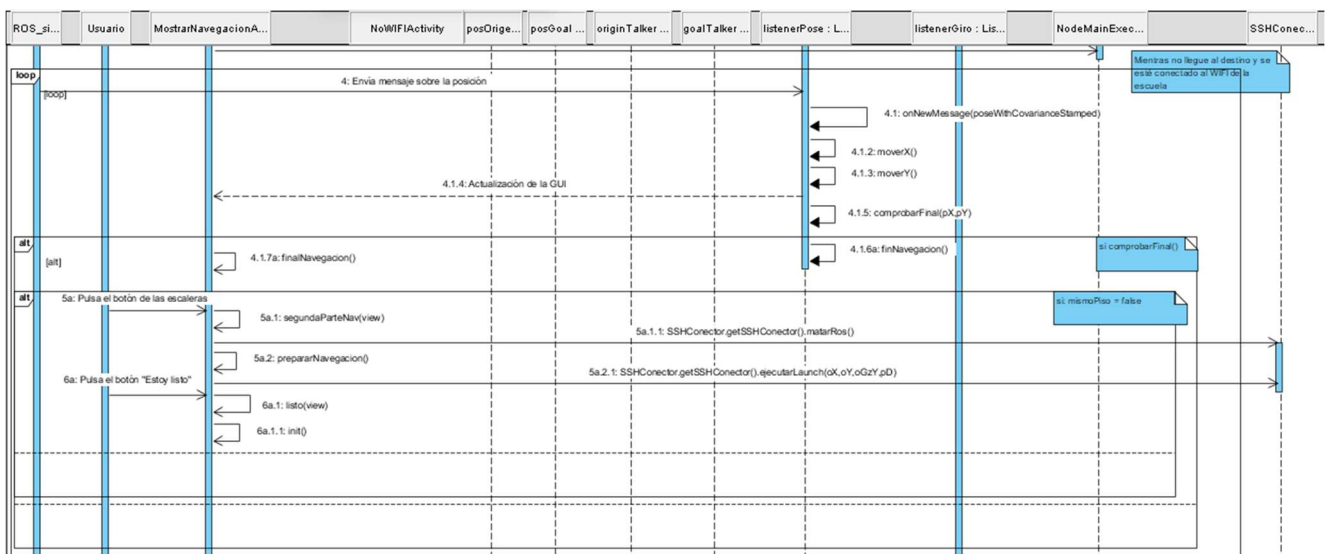 ROS_si...
Usuario
MostrarNavegacionA...
NoWIFIActivity
posOrige...
posGoal ...
originTalker ...
goalTalker ...
listenerPose : L...
listenerGiro : Lis...
NodeMainExec...
SSHConec...
Mientras no llegue al destino y se
esté conectado al WIFI de la
escuela
loop
[loop]
4: Envía mensaje sobre la posición
4.1: onNewMessage(poseWithCovarianceStamped)
4.1.2: moverX()
4.1.3: moverY()
4.1.4: Actualización de la GUI
4.1.5: comprobarFinal(pX,pY)
alt
[alt]
si comprobarFinal()
4.1.6a: finNavegacion()
4.1.7a: finalNavegacion()
alt
si: mismoPiso = false
5a: Pulsa el botón de las escaleras
5a.1: segundaParteNav(view)
5a.1.1: SSHConector.getSSHConector().matarRos()
5a.2: prepararNavegacion()
5a.2.1: SSHConector.getSSHConector().ejecutarLaunch(oX,oY,oGzY,pD)
6a: Pulsa el botón "Estoy listo"
6a.1: listo(view)
6a.1.1: init()